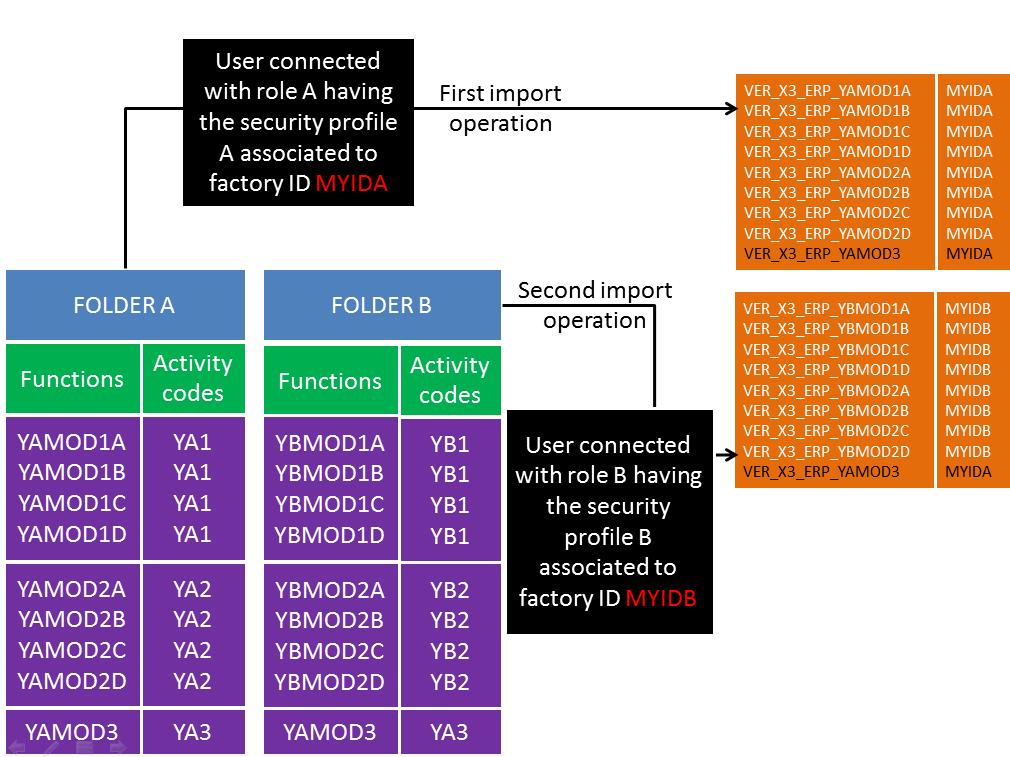 User connected
with role A having
the security profile
A associated to
factory ID MYIDA
First import
operation
VER_X3_ERP_YAMOD1A MYIDA
VER_X3_ERP_YAMOD1B MYIDA
VER_X3_ERP_YAMOD1C MYIDA
VER_X3_ERP_YAMOD1D MYIDA
VER_X3_ERP_YAMOD2A MYIDA
VER_X3_ERP_YAMOD2B MYIDA
VER_X3_ERP_YAMOD2C MYIDA
VER_X3_ERP_YAMOD2D MYIDA
VER_X3_ERP_YAMOD3 MYIDA
FOLDER A
Functions Activity
codes
YAMOD1A YA1
YAMOD1B YA1
YAMOD1C YA1
YAMOD1D YA1
YAMOD2A YA2
YAMOD2B YA2
YAMOD2C YA2
YAMOD2D YA2
YAMOD3 YA3
FOLDER B
Functions Activity
codes
YBMOD1A YB1
YBMOD1B YB1
YBMOD1C YB1
YBMOD1D YB1
YBMOD2A YB2
YBMOD2B YB2
YBMOD2C YB2
YBMOD2D YB2
YAMOD3 YA3
Second import
operation
User connected
with role B having
the security
profile B
associated to
factory ID MYIDB
VER_X3_ERP_YBMOD1A MYIDB
VER_X3_ERP_YBMOD1B MYIDB
VER_X3_ERP_YBMOD1C MYIDB
VER_X3_ERP_YBMOD1D MYIDB
VER_X3_ERP_YBMOD2A MYIDB
VER_X3_ERP_YBMOD2B MYIDB
VER_X3_ERP_YBMOD2C MYIDB
VER_X3_ERP_YBMOD2D MYIDB
VER_X3_ERP_YAMOD3 MYIDA